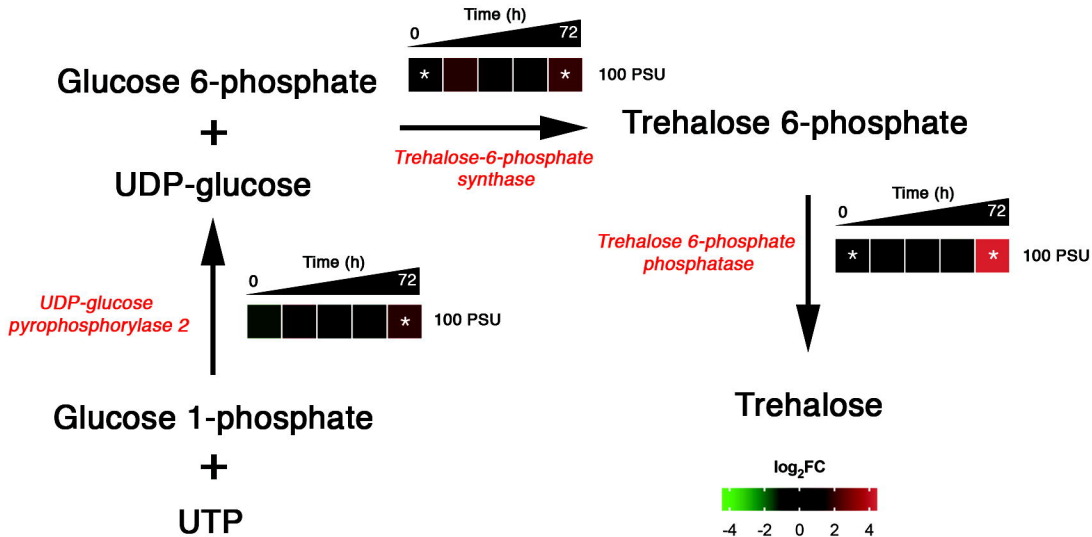 Time (h)
0 72
* *
100 PSU
Glucose 6-phosphate
+
UDP-glucose
Trehalose-6-phosphate
synthase
Trehalose 6-phosphate
Time (h)
0 72
* *
100 PSU
Trehalose 6-phosphate
phosphatase
Time (h)
0 72
*
100 PSU
UDP-glucose
pyrophosphorylase 2
Glucose 1-phosphate
+
UTP
Trehalose
log₂FC
-4 -2 0 2 4